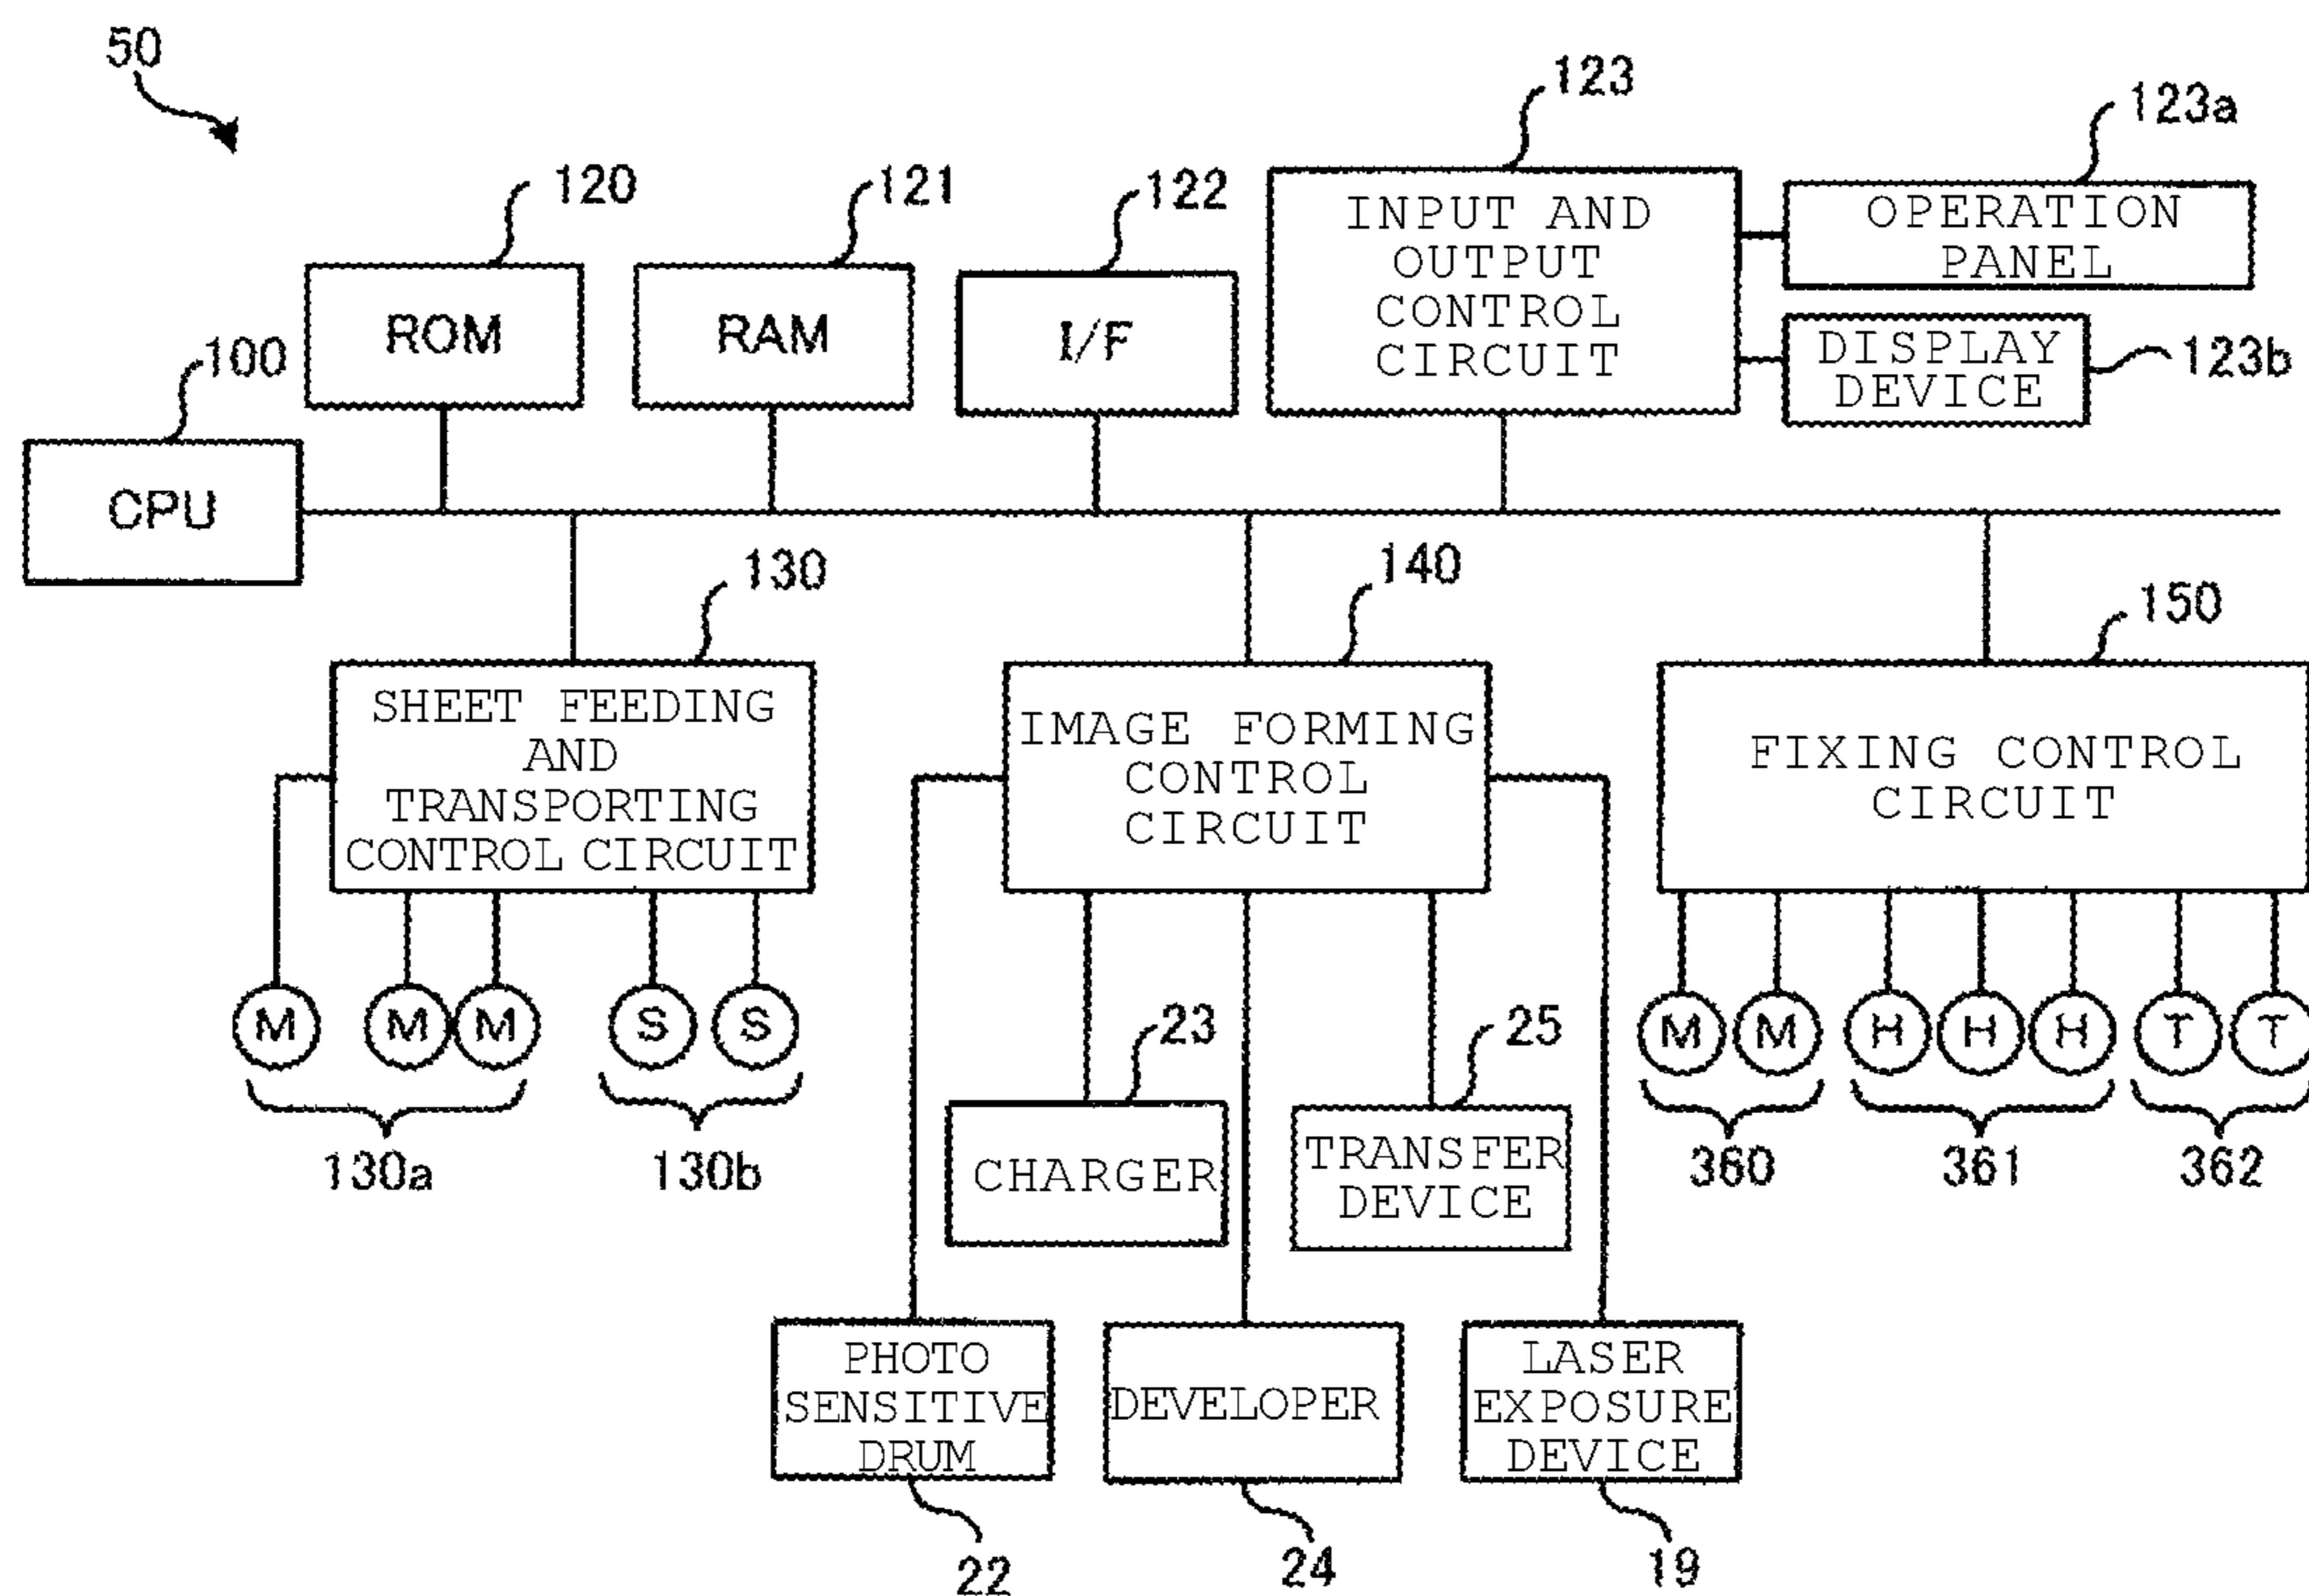 50
123
123a
120
121
122
INPUT AND
OUTPUT
CONTROL
CIRCUIT
OPERATION
PANEL
ROM
RAM
I/F
DISPLAY
DEVICE
123b
100
CPU
130
140
150
SHEET FEEDING
AND
TRANSPORTING
CONTROL CIRCUIT
IMAGE FORMING
CONTROL
CIRCUIT
FIXING CONTROL
CIRCUIT
M M M S S
M M H H H T T
130a 130b
23
25
360 361 362
CHARGER
TRANSFER
DEVICE
PHOTO
SENSITIVE
DRUM
DEVELOPER
LASER
EXPOSURE
DEVICE
22
24
19